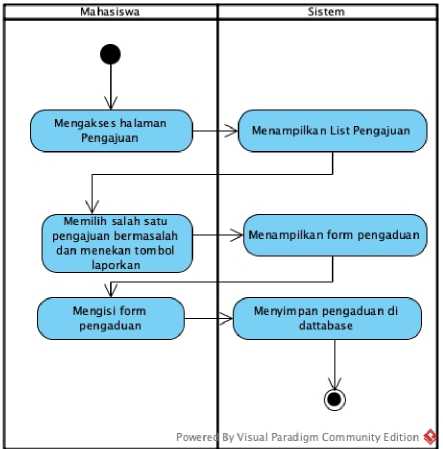 Mahasiswa
Sistem
Mengakses halaman
Pengajuan
Menampilkan List Pengajuan
Memilih salah satu
pengajuan bermasalah
dan menekan tombol
laporkan
Menampilkan form pengaduan
Mengisi form
pengaduan
Menyimpan pengaduan di
dattabase
Powered By Visual Paradigm Community Edition